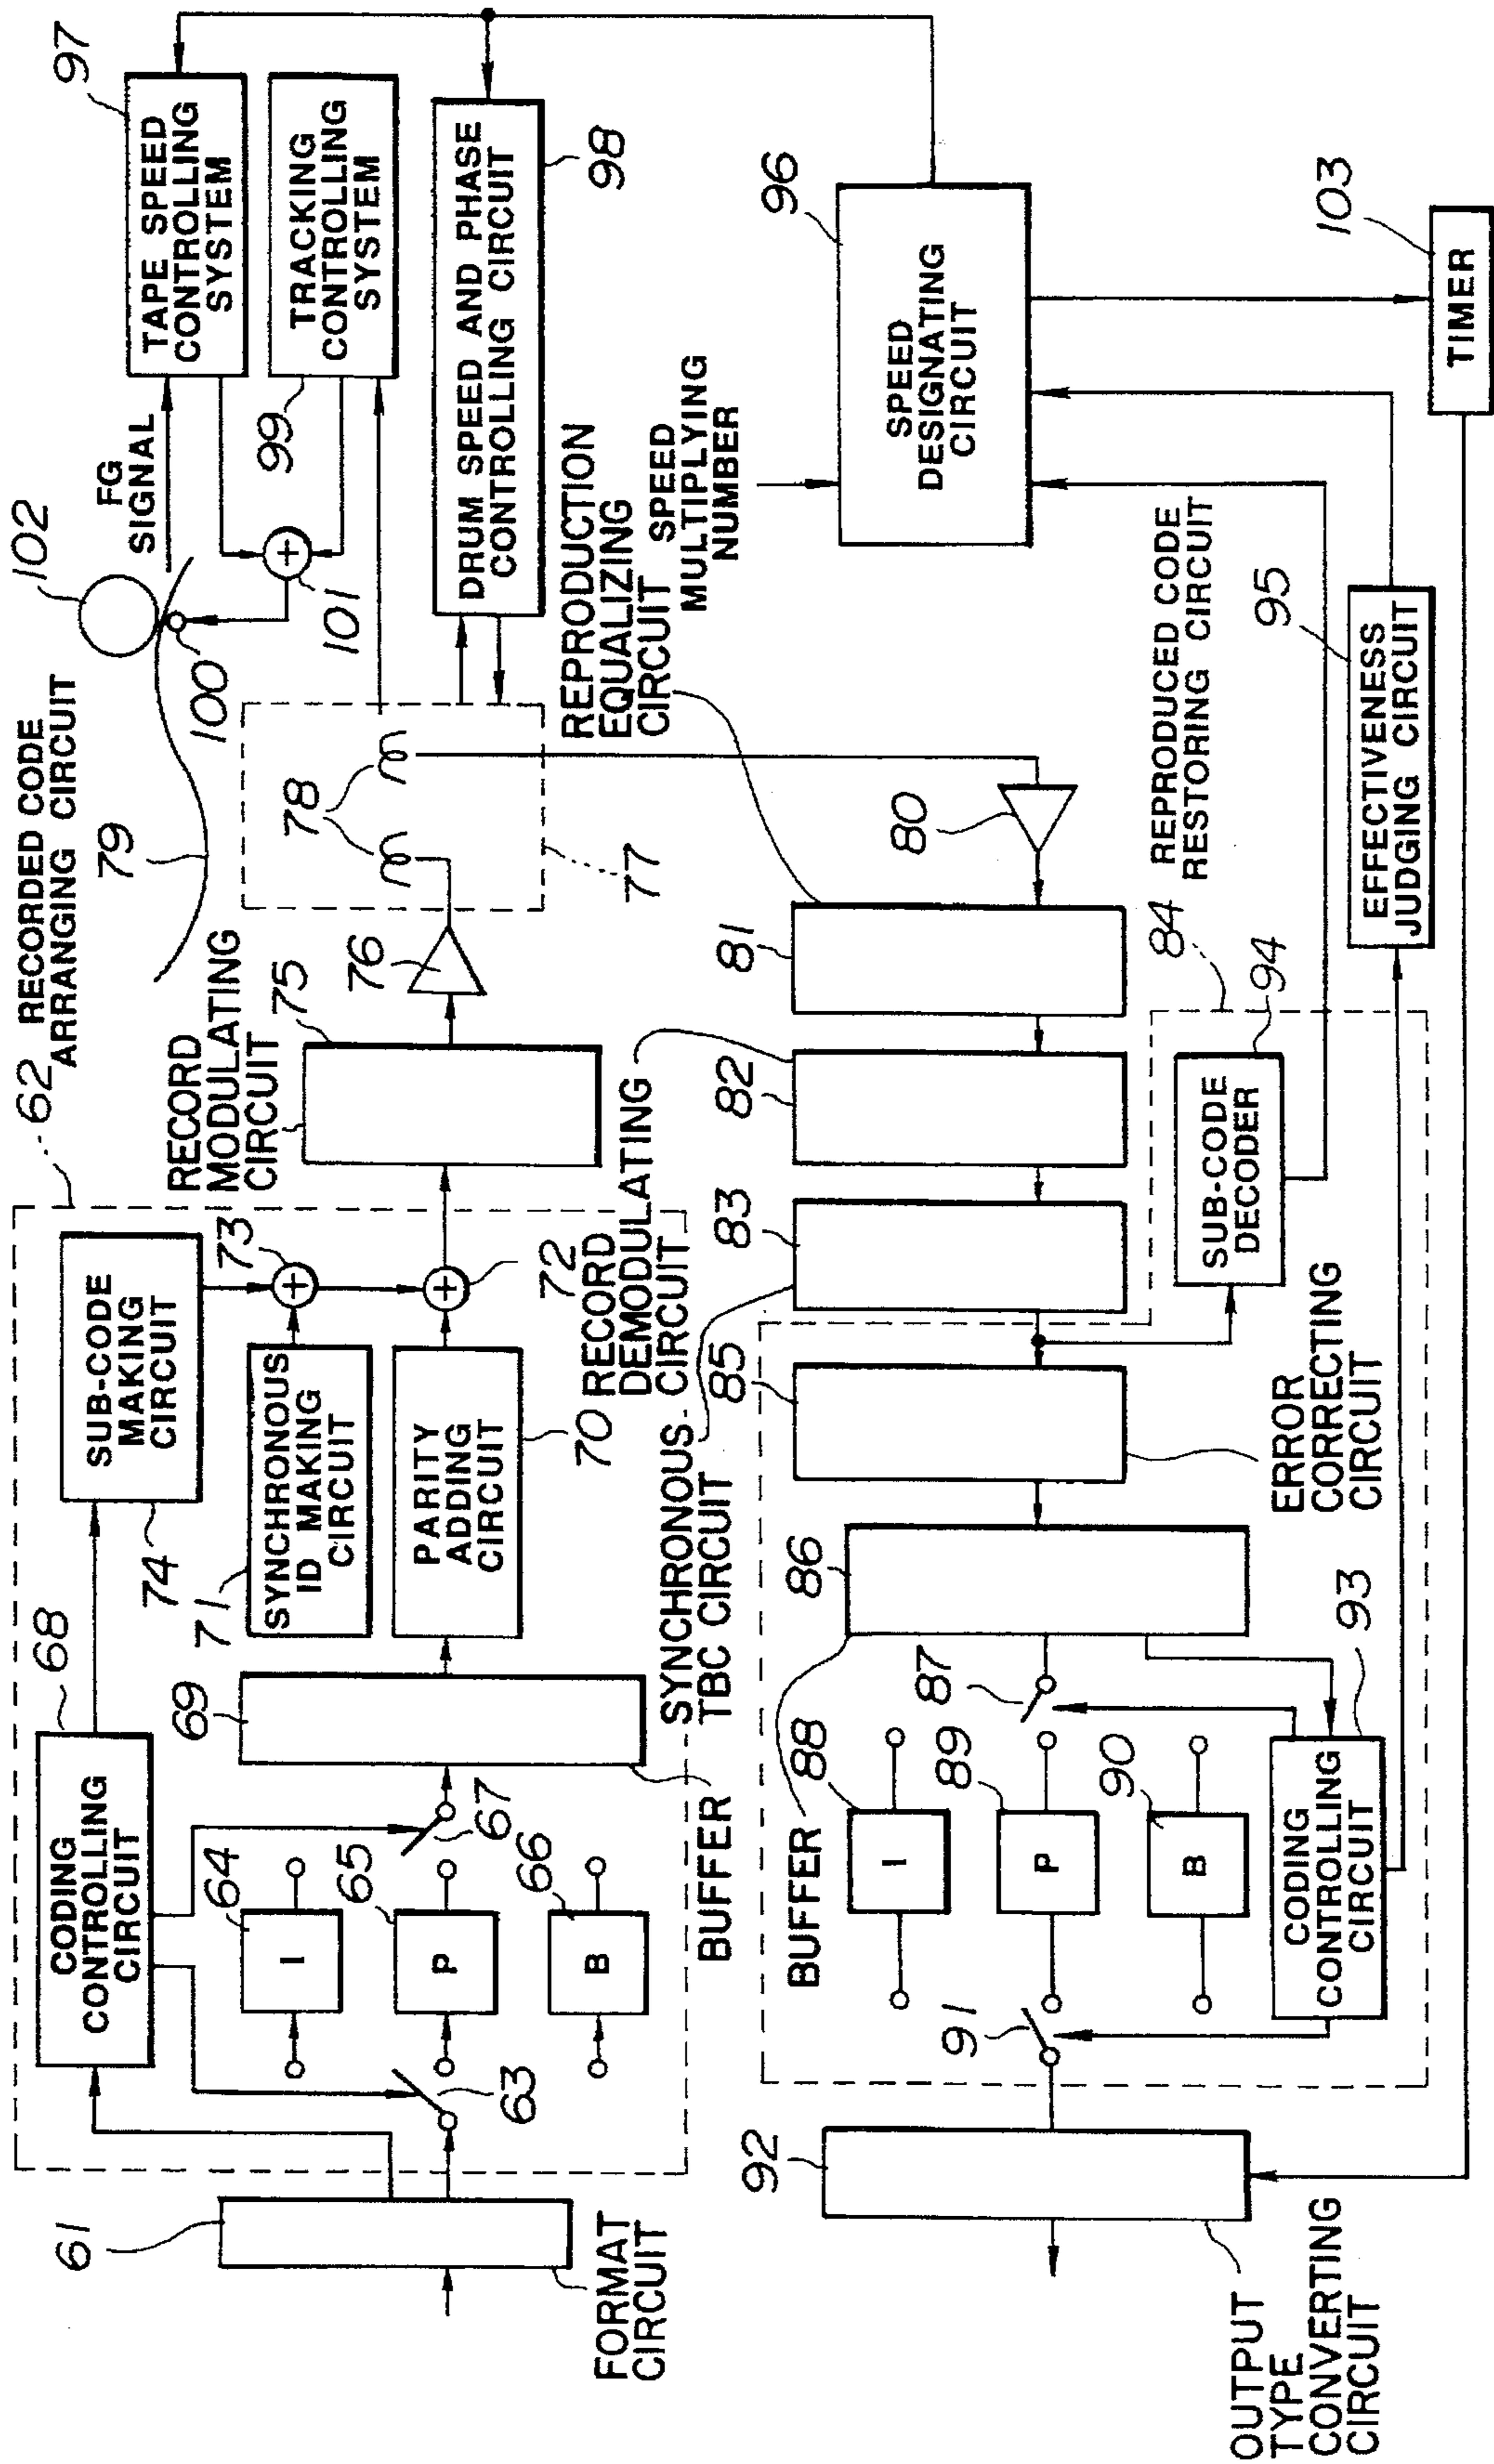 62
RECORDED CODE
ARRANGING CIRCUIT
61
FORMAT
CIRCUIT
68
CODING
CONTROLLING
CIRCUIT
SUB-CODE
MAKING
CIRCUIT
74
71
SYNCHRONOUS
ID MAKING
CIRCUIT
73
PARITY
ADDING
CIRCUIT
70
72
63
64
I
65
P
66
B
67
69
BUFFER
RECORD
MODULATING
CIRCUIT
75
76
77
78
79
100
101
102
FG
SIGNAL
97
TAPE SPEED
CONTROLLING
SYSTEM
99
TRACKING
CONTROLLING
SYSTEM
DRUM SPEED AND PHASE
CONTROLLING CIRCUIT
98
REPRODUCTION
EQUALIZING
CIRCUIT
SPEED
MULTIPLYING
NUMBER
96
SPEED
DESIGNATING
CIRCUIT
103
TIMER
80
81
82
RECORD
DEMODULATING
CIRCUIT
83
SYNCHRONOUS
TBC CIRCUIT
84
REPRODUCED CODE
RESTORING CIRCUIT
94
SUB-CODE
DECODER
95
EFFECTIVENESS
JUDGING CIRCUIT
85
ERROR
CORRECTING
CIRCUIT
86
BUFFER
87
88
I
89
P
90
B
91
93
CODING
CONTROLLING
CIRCUIT
92
OUTPUT
TYPE
CONVERTING
CIRCUIT